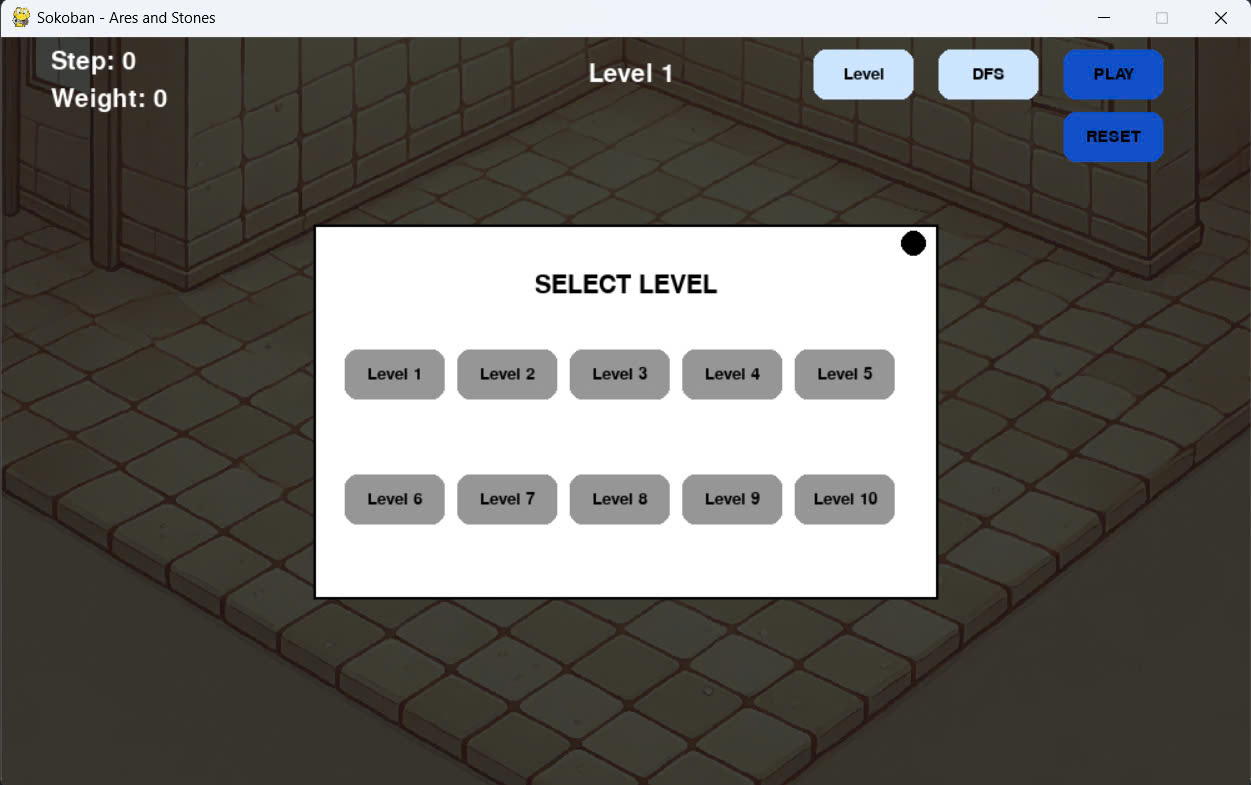 Sokoban - Ares and Stones
Step: 0
Weight: 0
Level 1
Level
DFS
PLAY
RESET
SELECT LEVEL
Level 1
Level 2
Level 3
Level 4
Level 5
Level 6
Level 7
Level 8
Level 9
Level 10